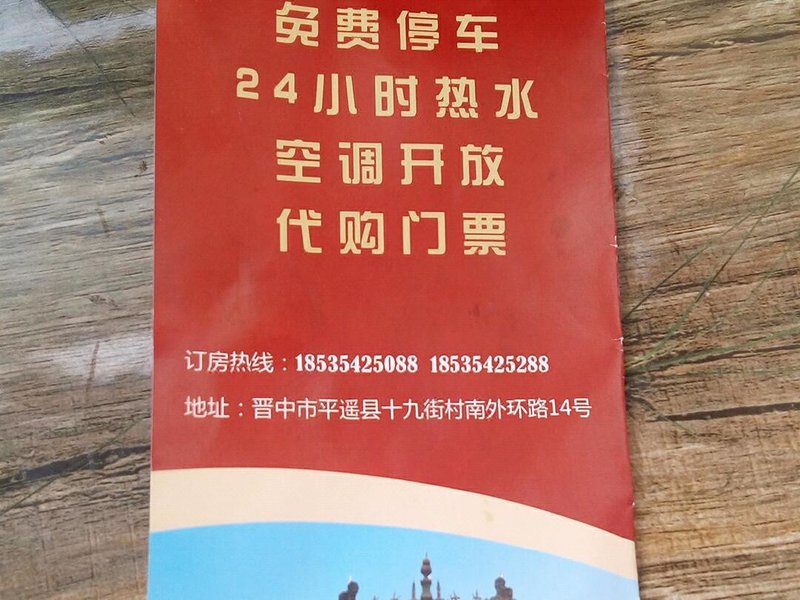 免费停车
24小时热水
空调开放
代购门票
订房热线：18535425088 18535425288
地址：晋中市平遥县十九街村南外环路14号